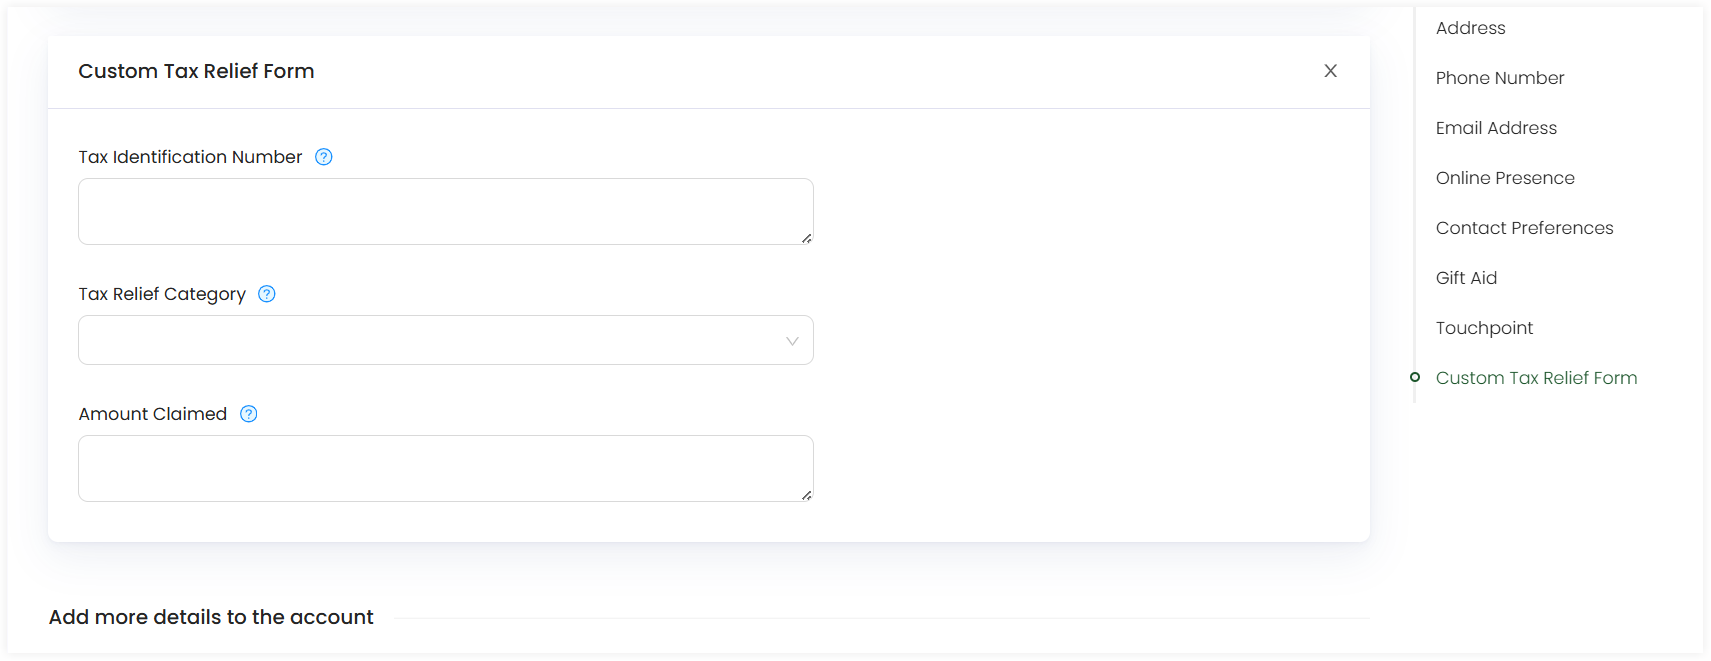 Custom Tax Relief Form
Tax Identification Number
Tax Relief Category
Amount Claimed
Add more details to the account
Address
Phone Number
Email Address
Online Presence
Contact Preferences
Gift Aid
Touchpoint
Custom Tax Relief Form